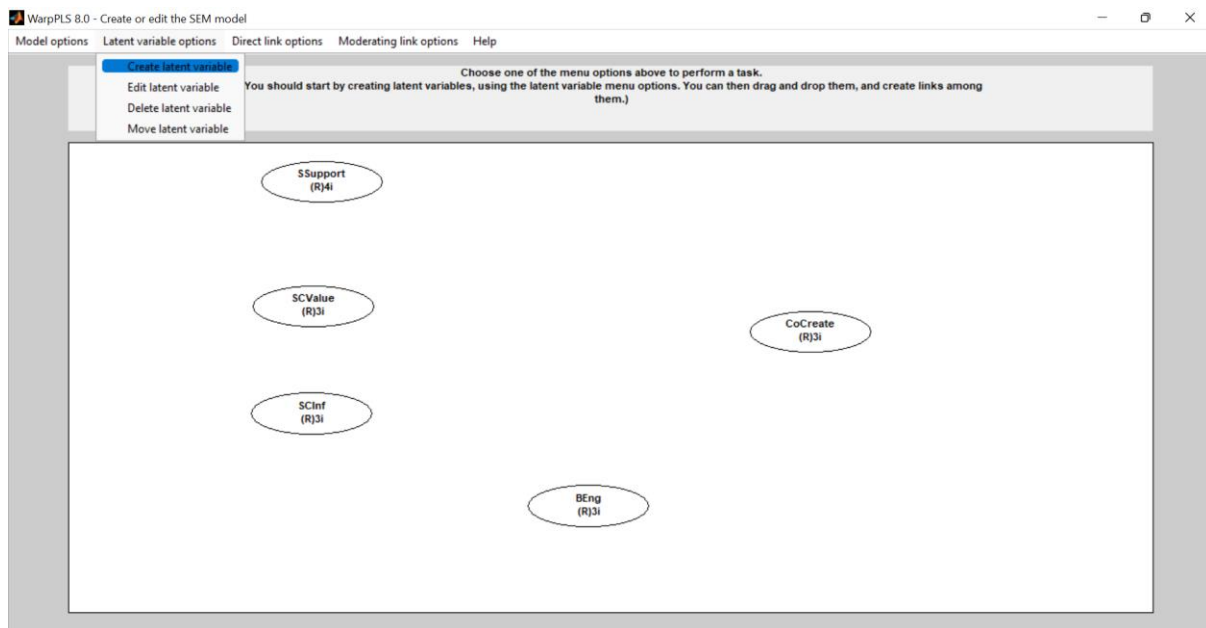 WarpPLS 8.0 - Create or edit the SEM model
Model options Latent variable options Direct link options Moderating link options Help
Create latent variable
Edit latent variable
Delete latent variable
Move latent variable
Choose one of the menu options above to perform a task.
You should start by creating latent variables, using the latent variable menu options. You can then drag and drop them, and create links among
them.)
SSupport
(R)4i
SCValue
(R)3i
CoCreate
(R)3i
SCInf
(R)3i
BEng
(R)3i